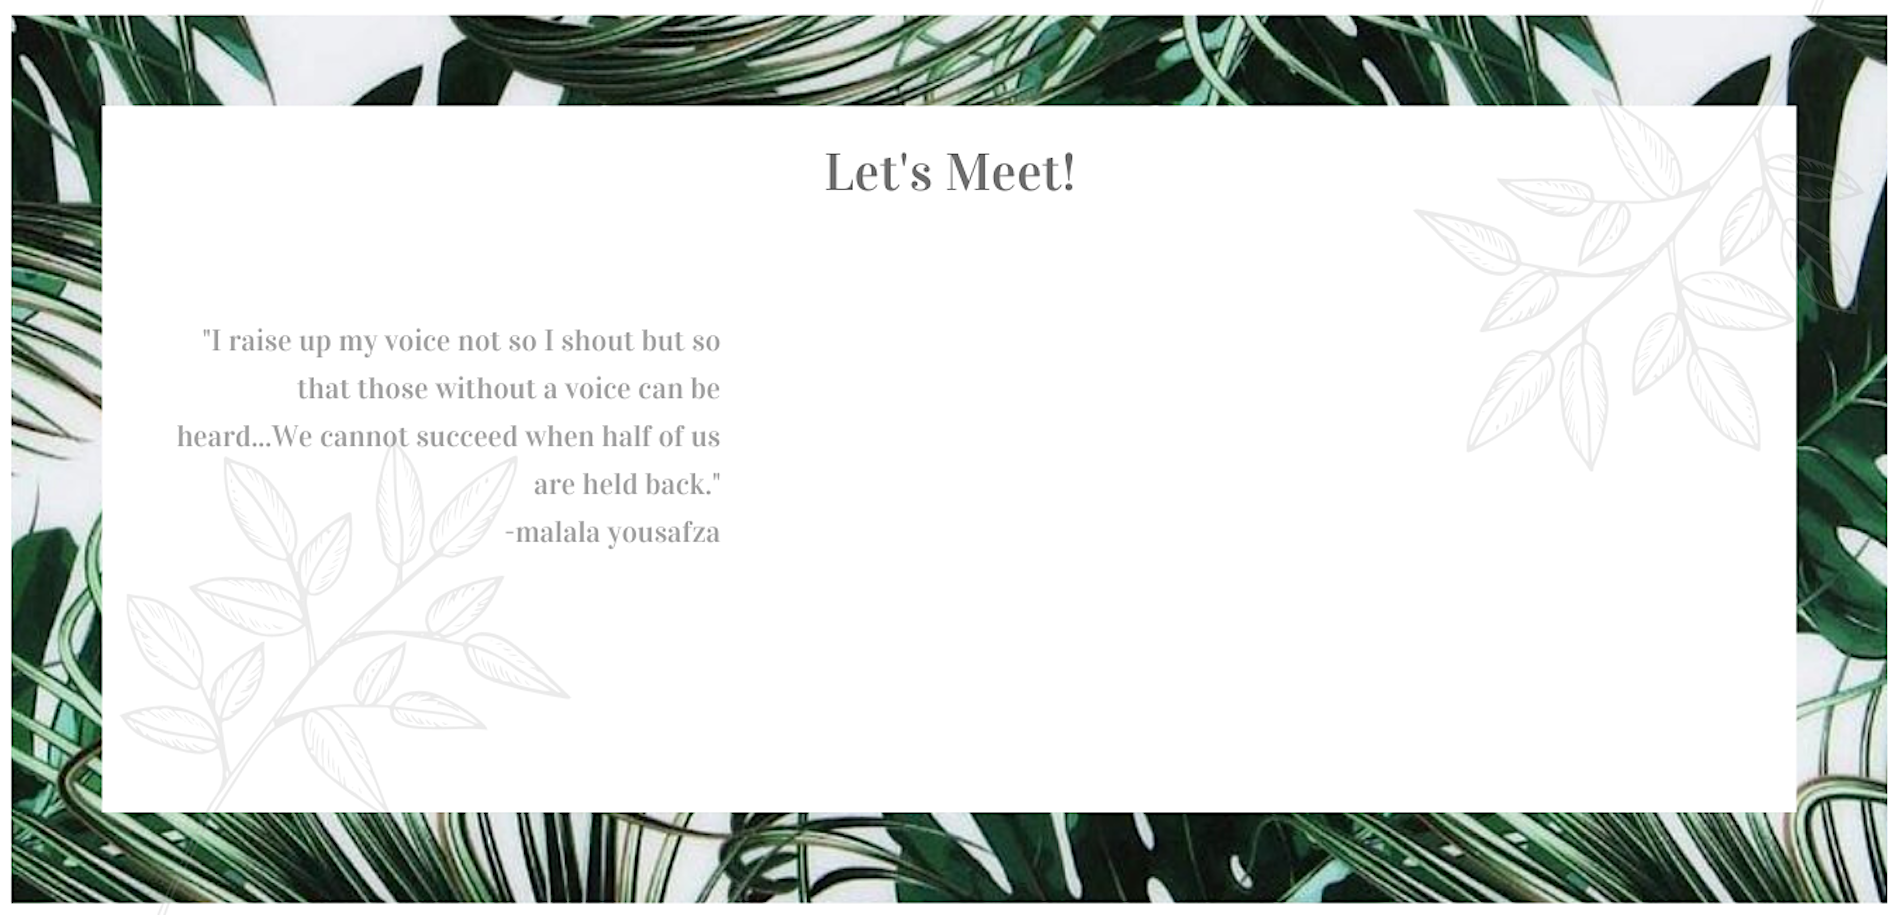 Let's Meet!
"I raise up my voice not so I shout but so
that those without a voice can be
heard...We cannot succeed when half of us
are held back."
-malala yousafza